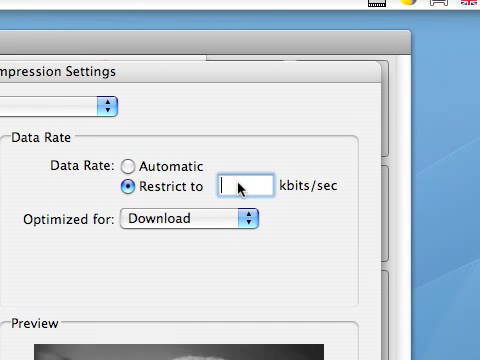 mpression Settings
Data Rate
Data Rate: Automatic
Restrict to kbits/sec
Optimized for: Download
Preview